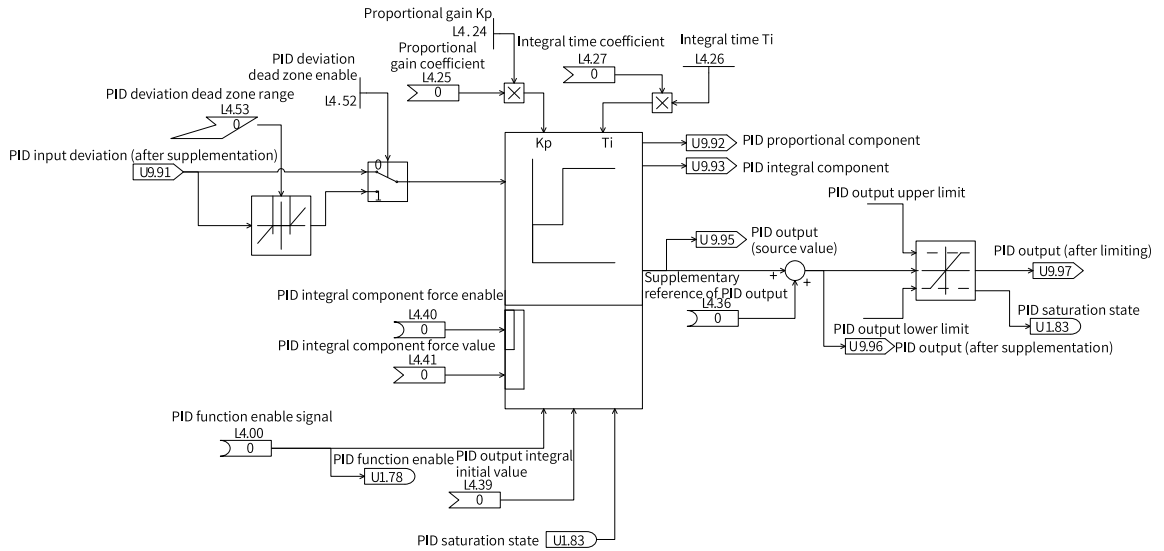 Proportional gain Kp
L4.24
Integral time coefficient
L4.27
0
Integral time Ti
L4.26
Proportional
gain coefficient
L4.25
0
PID deviation
dead zone enable
L4.52
PID deviation dead zone range
L4.53
0
PID input deviation (after supplementation)
U9.91
0
1
Kp
Ti
U9.92
PID proportional component
U9.93
PID integral component
PID output upper limit
U9.95
PID output
(source value)
PID output (after limiting)
U9.97
+
+
Supplementary
reference of PID output
L4.36
0
PID saturation state
U1.83
PID output lower limit
U9.96
PID output (after supplementation)
PID integral component force enable
L4.40
0
PID integral component force value
L4.41
0
PID function enable signal
L4.00
0
PID function enable
U1.78
PID output integral
initial value
L4.39
0
PID saturation state
U1.83